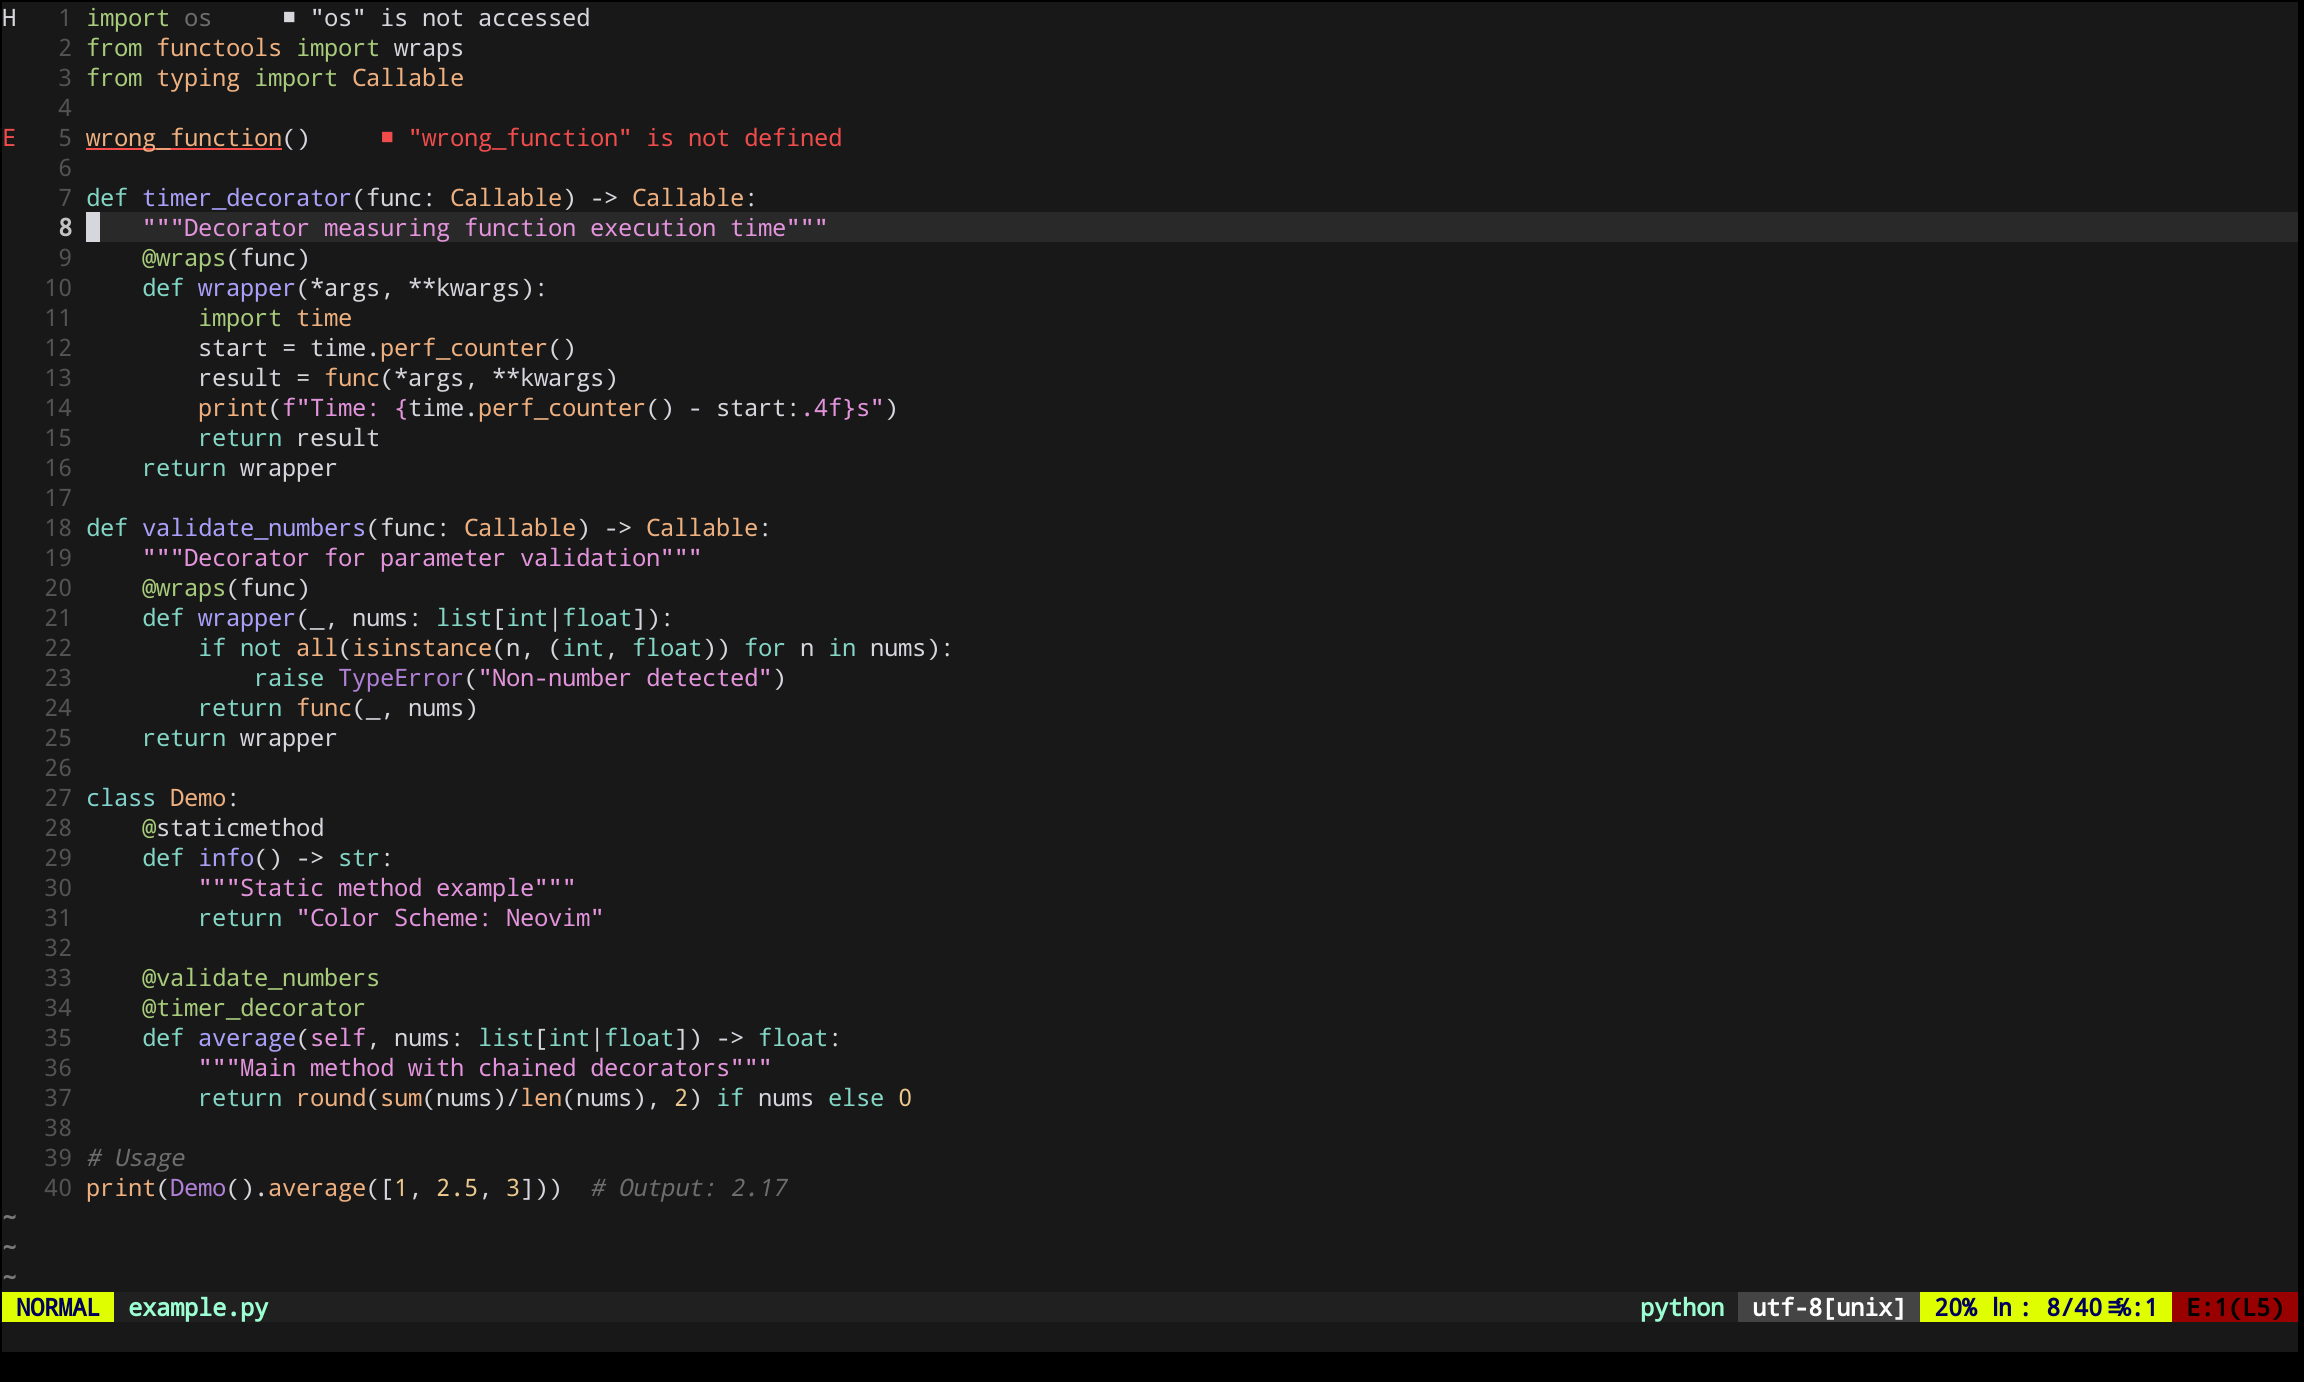 H   1 import os     ■ "os" is not accessed
    2 from functools import wraps
    3 from typing import Callable
    4
E   5 wrong_function()     ■ "wrong_function" is not defined
    6
    7 def timer_decorator(func: Callable) -> Callable:
    8     """Decorator measuring function execution time"""
    9     @wraps(func)
   10     def wrapper(*args, **kwargs):
   11         import time
   12         start = time.perf_counter()
   13         result = func(*args, **kwargs)
   14         print(f"Time: {time.perf_counter() - start:.4f}s")
   15         return result
   16     return wrapper
   17
   18 def validate_numbers(func: Callable) -> Callable:
   19     """Decorator for parameter validation"""
   20     @wraps(func)
   21     def wrapper(_, nums: list[int|float]):
   22         if not all(isinstance(n, (int, float)) for n in nums):
   23             raise TypeError("Non-number detected")
   24         return func(_, nums)
   25     return wrapper
   26
   27 class Demo:
   28     @staticmethod
   29     def info() -> str:
   30         """Static method example"""
   31         return "Color Scheme: Neovim"
   32
   33     @validate_numbers
   34     @timer_decorator
   35     def average(self, nums: list[int|float]) -> float:
   36         """Main method with chained decorators"""
   37         return round(sum(nums)/len(nums), 2) if nums else 0
   38
   39 # Usage
   40 print(Demo().average([1, 2.5, 3]))  # Output: 2.17
~
~
~
NORMAL example.py python utf-8[unix] 20% ln : 8/40≡℅:1 E:1(L5)